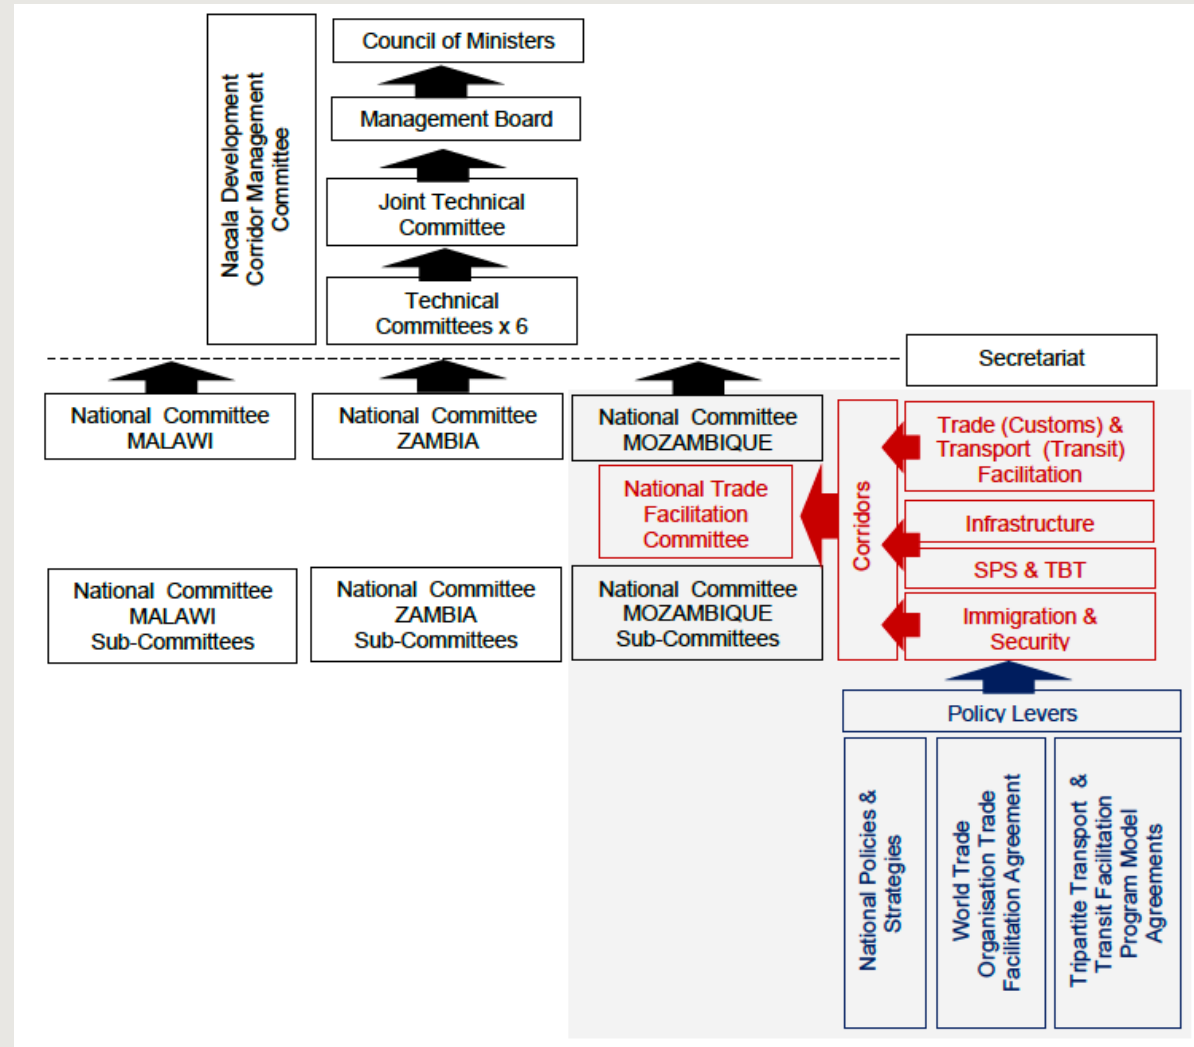 Nacala Development
Corridor Management
Committee
Council of Ministers
Management Board
Joint Technical
Committee
Technical
Committees x 6
Secretariat
National Committee
MALAWI
National Committee
ZAMBIA
National Committee
MOZAMBIQUE
National Trade
Facilitation
Committee
Corridors
Trade (Customs) &
Transport (Transit)
Facilitation
Infrastructure
SPS & TBT
Immigration &
Security
National Committee
MALAWI
Sub-Committees
National Committee
ZAMBIA
Sub-Committees
National Committee
MOZAMBIQUE
Sub-Committees
Policy Levers
National Policies &
Strategies
World Trade
Organisation Trade
Facilitation Agreement
Tripartite Transport &
Transit Facilitation
Program Model
Agreements